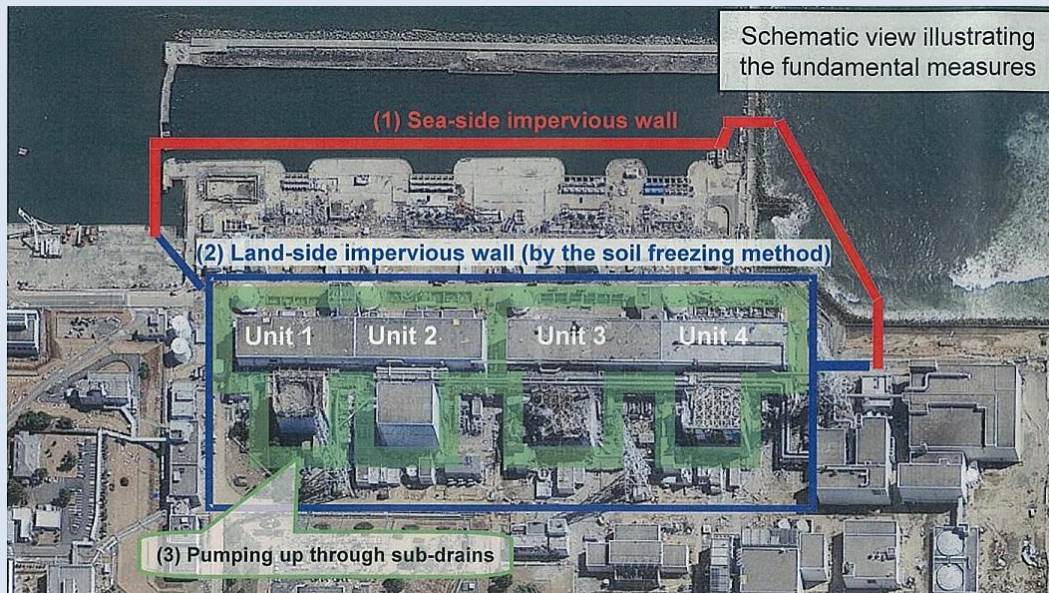 Schematic view illustrating
the fundamental measures
(1) Sea-side impervious wall
(2) Land-side impervious wall (by the soil freezing method)
Unit 1
Unit 2
Unit 3
Unit 4
(3) Pumping up through sub-drains